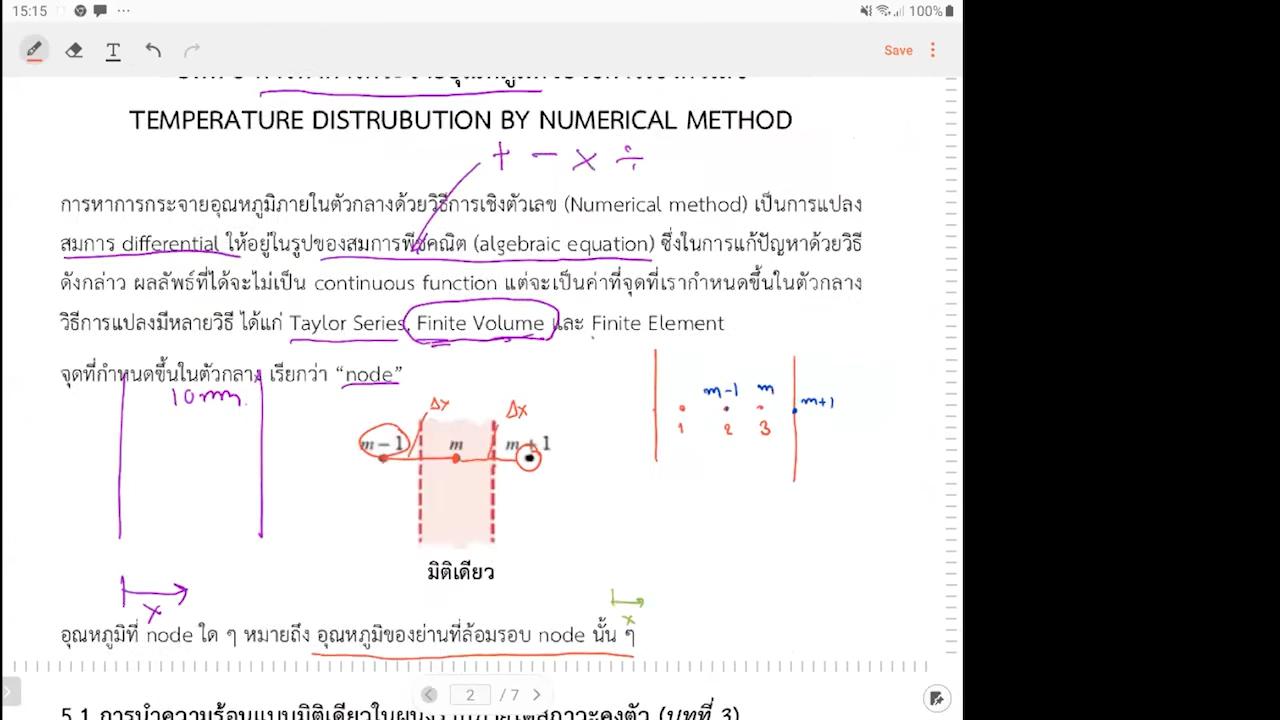 15:15
100%
Save
TEMPERATURE DISTRUBUTION BY NUMERICAL METHOD
+ - x ÷
การหาการกระจายอุณหภูมิภายในตัวกลางด้วยวิธีการเชิงตัวเลข (Numerical method) เป็นการแปลง
สมการ differential ให้อยู่ในรูปของสมการพีชคณิต (algebraic equation) ซึ่งในการแก้ปัญหาด้วยวิธี
ดังกล่าว ผลลัพธ์ที่ได้จะไม่เป็น continuous function แต่จะเป็นค่าที่จุดที่เรากำหนดขึ้นในตัวกลาง
วิธีการแปลงมีหลายวิธี ได้แก่ Taylor Series, Finite Volume และ Finite Element
จุดที่กำหนดขึ้นในตัวกลาง เรียกว่า “node”
10 mm
Δx Δx
m−1 m m+1
m-1 m m+1
1 2 3
มิติเดียว
x
x
อุณหภูมิที่ node ใด ๆ หมายถึง อุณหภูมิของย่านที่ล้อมรอบ node นั้น ๆ
2 / 7